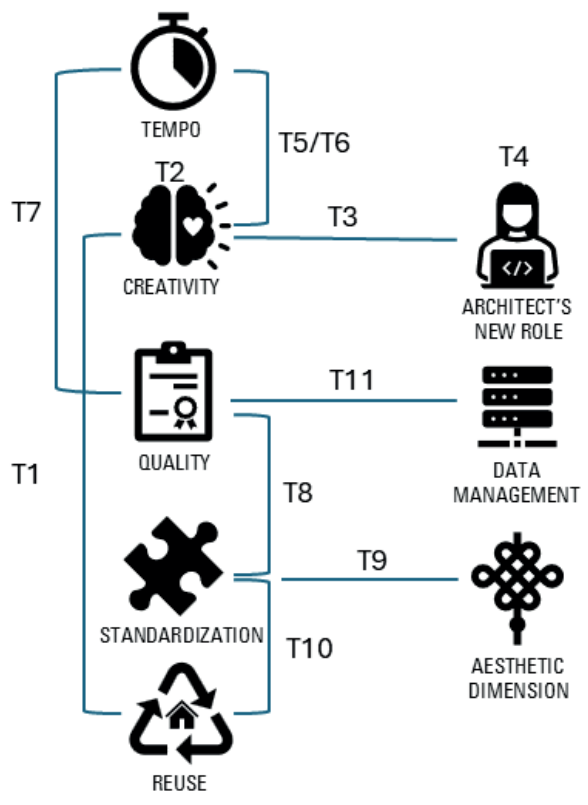 TEMPO
T2
T5/T6
T4
T7
T3
CREATIVITY
ARCHITECT'S
NEW ROLE
T11
QUALITY
DATA
MANAGEMENT
T1
T8
T9
STANDARDIZATION
T10
AESTHETIC
DIMENSION
REUSE